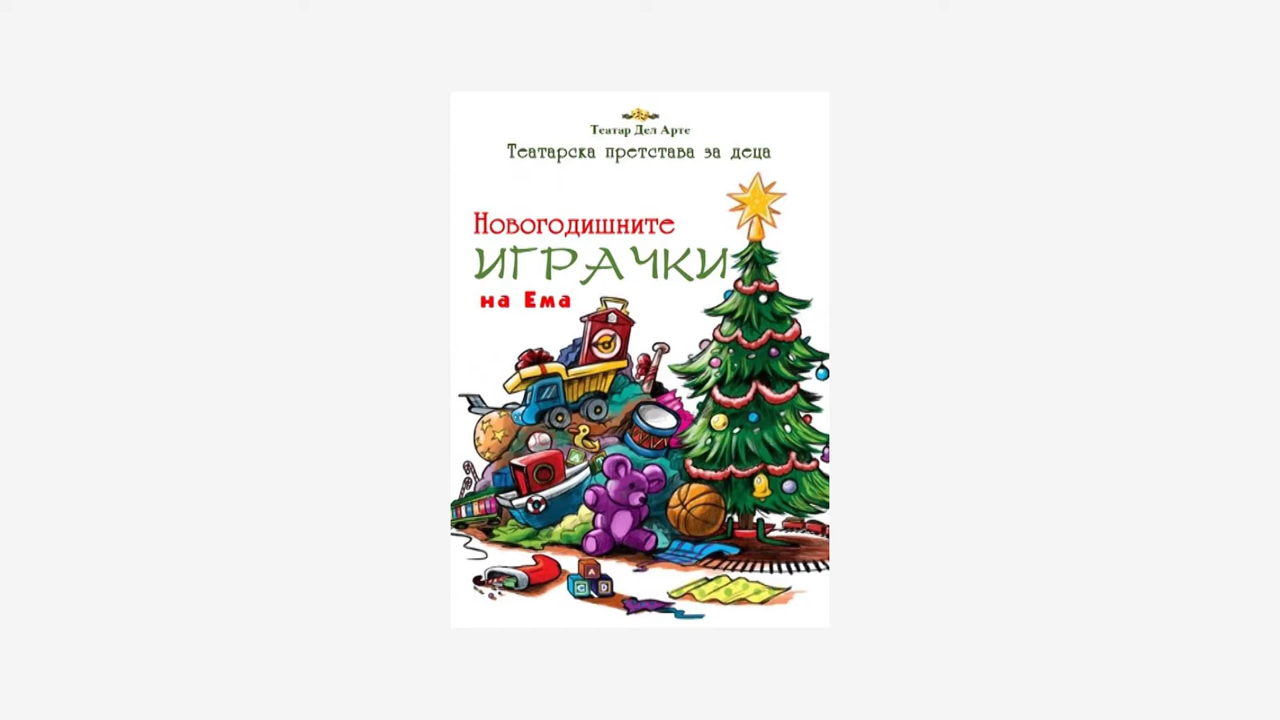 Театар Дел Арте
Театарска претстава за деца
Новогодишните
ИГРАЧКИ
на Ема
A
C D